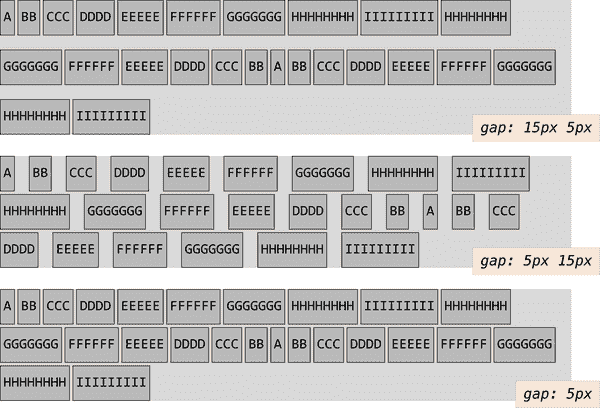 A BB CCC DDDD EEEEE FFFFFF GGGGGGG HHHHHHHH IIIIIIIII HHHHHHHH
GGGGGGG FFFFFF EEEEE DDDD CCC BB A BB CCC DDDD EEEEE FFFFFF GGGGGGG
HHHHHHHH IIIIIIIII
gap: 15px 5px
A BB CCC DDDD EEEEE FFFFFF GGGGGGG HHHHHHHH IIIIIIIII
HHHHHHHH GGGGGGG FFFFFF EEEEE DDDD CCC BB A BB CCC
DDDD EEEEE FFFFFF GGGGGGG HHHHHHHH IIIIIIIII
gap: 5px 15px
A BB CCC DDDD EEEEE FFFFFF GGGGGGG HHHHHHHH IIIIIIIII HHHHHHHH
GGGGGGG FFFFFF EEEEE DDDD CCC BB A BB CCC DDDD EEEEE FFFFFF GGGGGGG
HHHHHHHH IIIIIIIII
gap: 5px